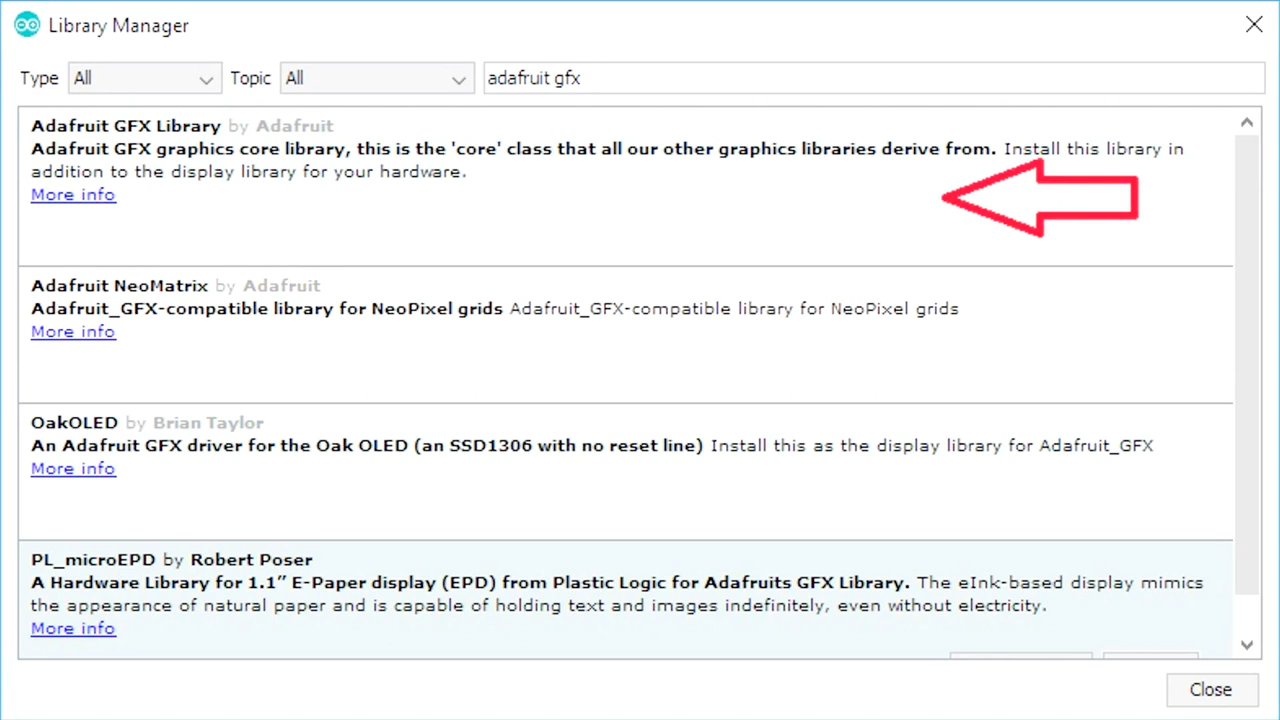 Library Manager
Type All Topic All adafruit gfx
Adafruit GFX Library by Adafruit
Adafruit GFX graphics core library, this is the 'core' class that all our other graphics libraries derive from. Install this library in
addition to the display library for your hardware.
More info
Adafruit NeoMatrix by Adafruit
Adafruit_GFX-compatible library for NeoPixel grids Adafruit_GFX-compatible library for NeoPixel grids
More info
OakOLED by Brian Taylor
An Adafruit GFX driver for the Oak OLED (an SSD1306 with no reset line) Install this as the display library for Adafruit_GFX
More info
PL_microEPD by Robert Poser
A Hardware Library for 1.1” E-Paper display (EPD) from Plastic Logic for Adafruits GFX Library. The eInk-based display mimics
the appearance of natural paper and is capable of holding text and images indefinitely, even without electricity.
More info
Close